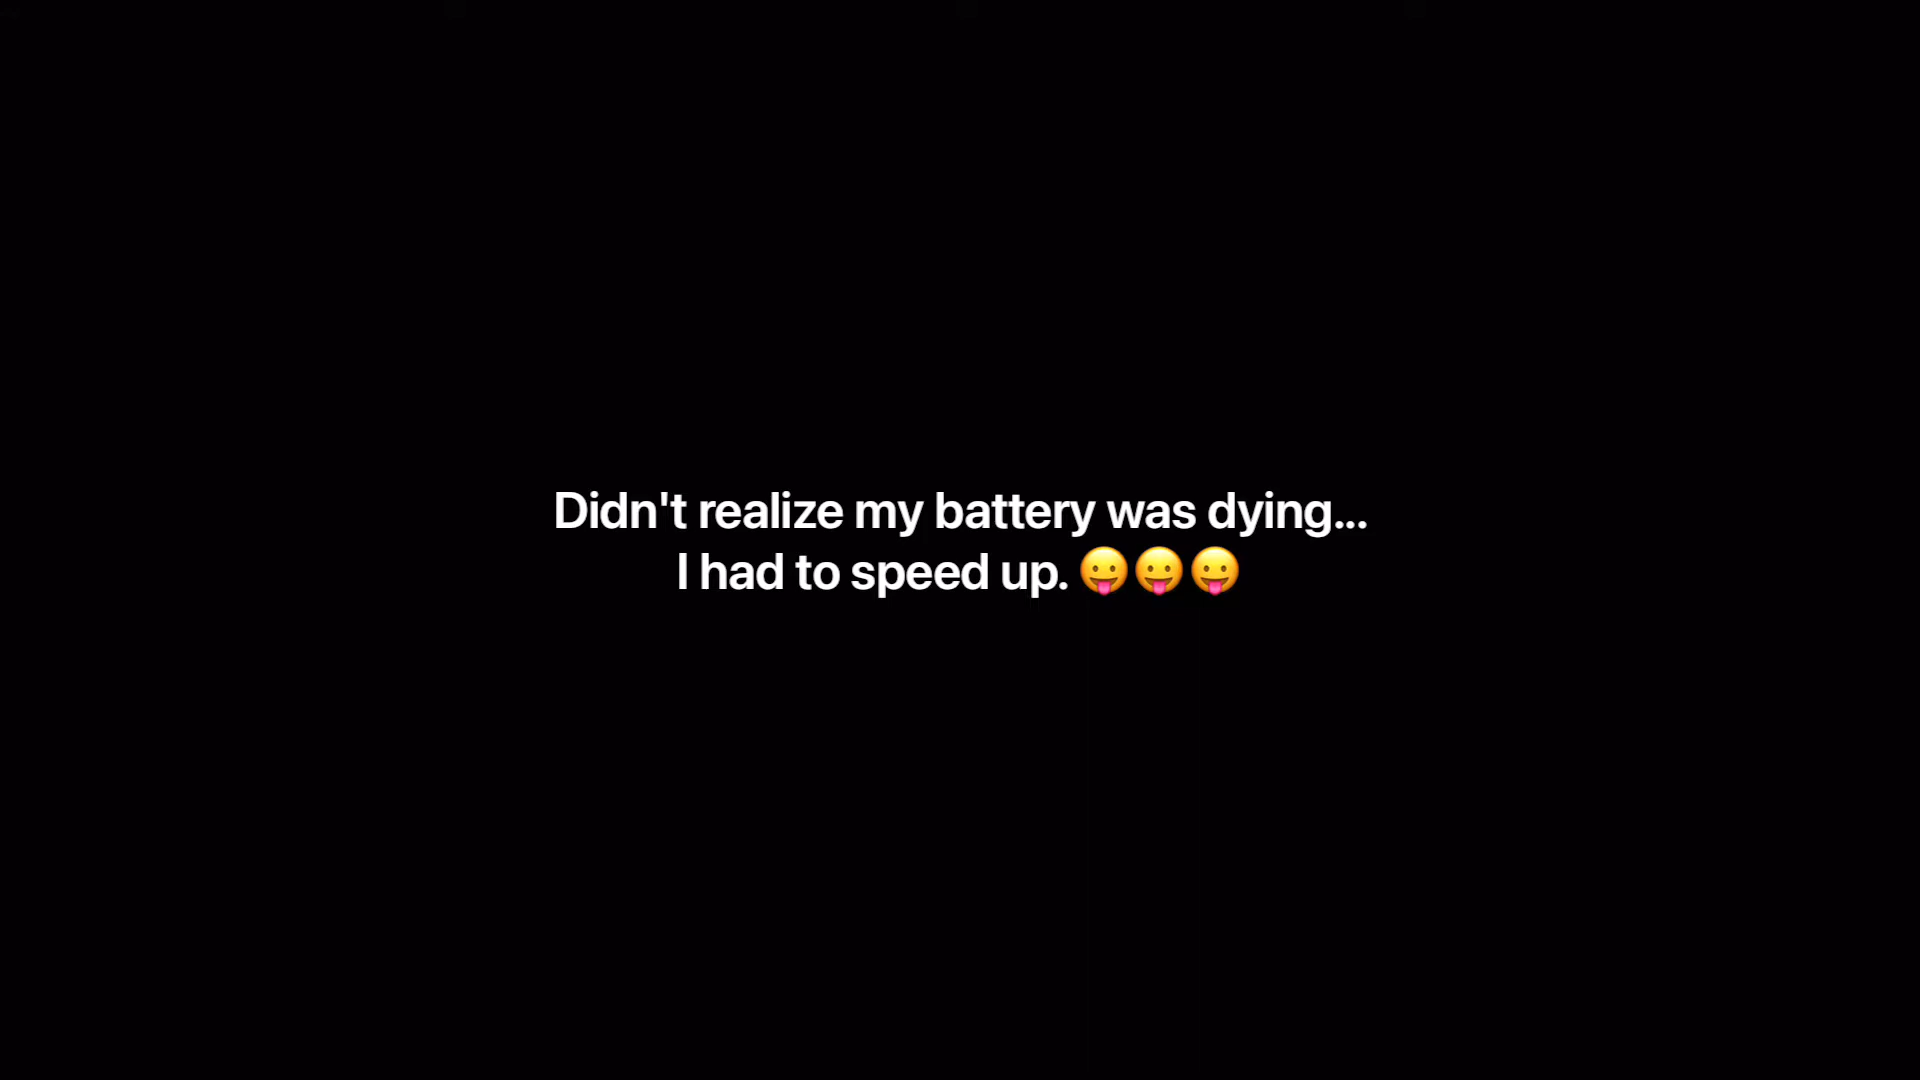 Didn't realize my battery was dying...
I had to speed up. 😛😛😛